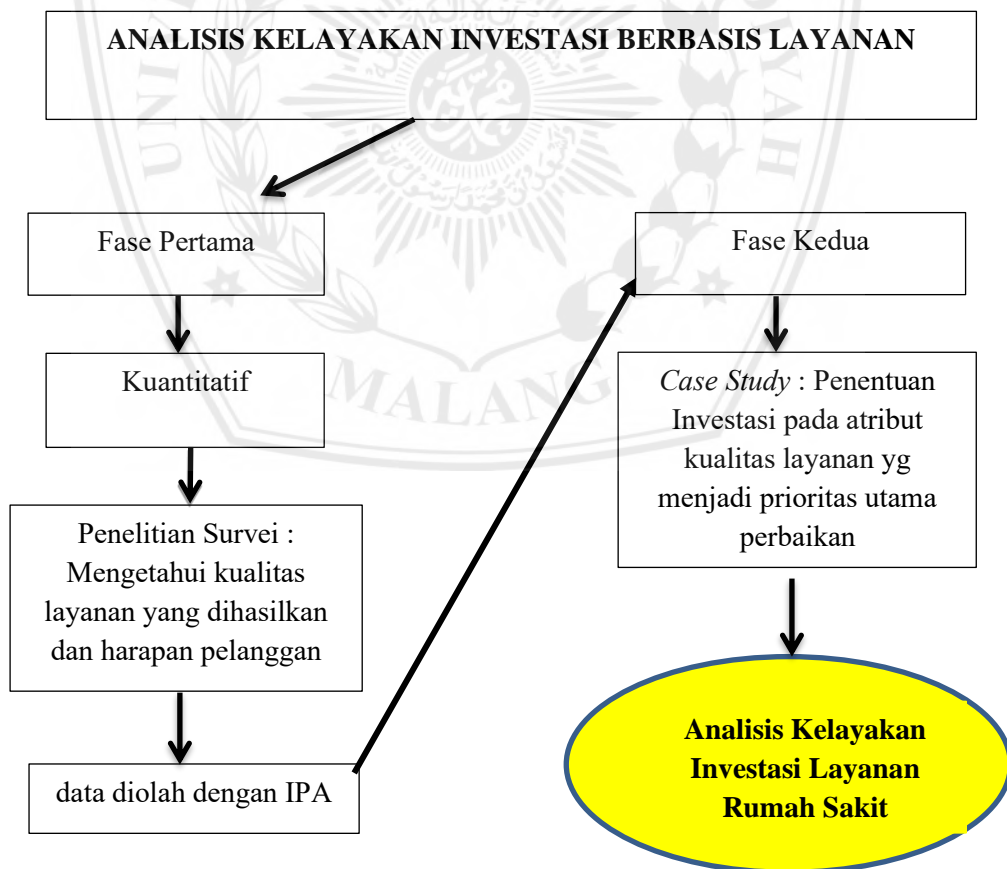 ANALISIS KELAYAKAN INVESTASI BERBASIS LAYANAN
Fase Pertama
Kuantitatif
Penelitian Survei :
Mengetahui kualitas
layanan yang dihasilkan
dan harapan pelanggan
data diolah dengan IPA
Fase Kedua
Case Study : Penentuan
Investasi pada atribut
kualitas layanan yg
menjadi prioritas utama
perbaikan
Analisis Kelayakan
Investasi Layanan
Rumah Sakit
MALANG